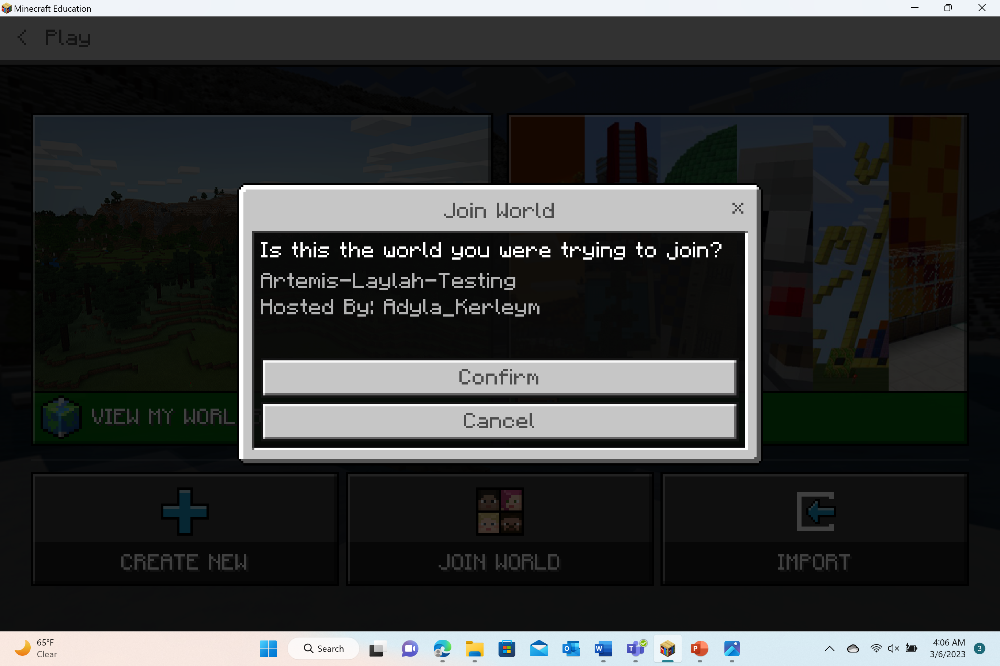 Minecraft Education
Play
Join World
Is this the world you were trying to join?
Artemis-Laylah-Testing
Hosted By: Adyla_Kerleym
Confirm
Cancel
VIEW MY WORL
CREATE NEW
JOIN WORLD
IMPORT
65°F
Clear
Search
4:06 AM
3/6/2023
3